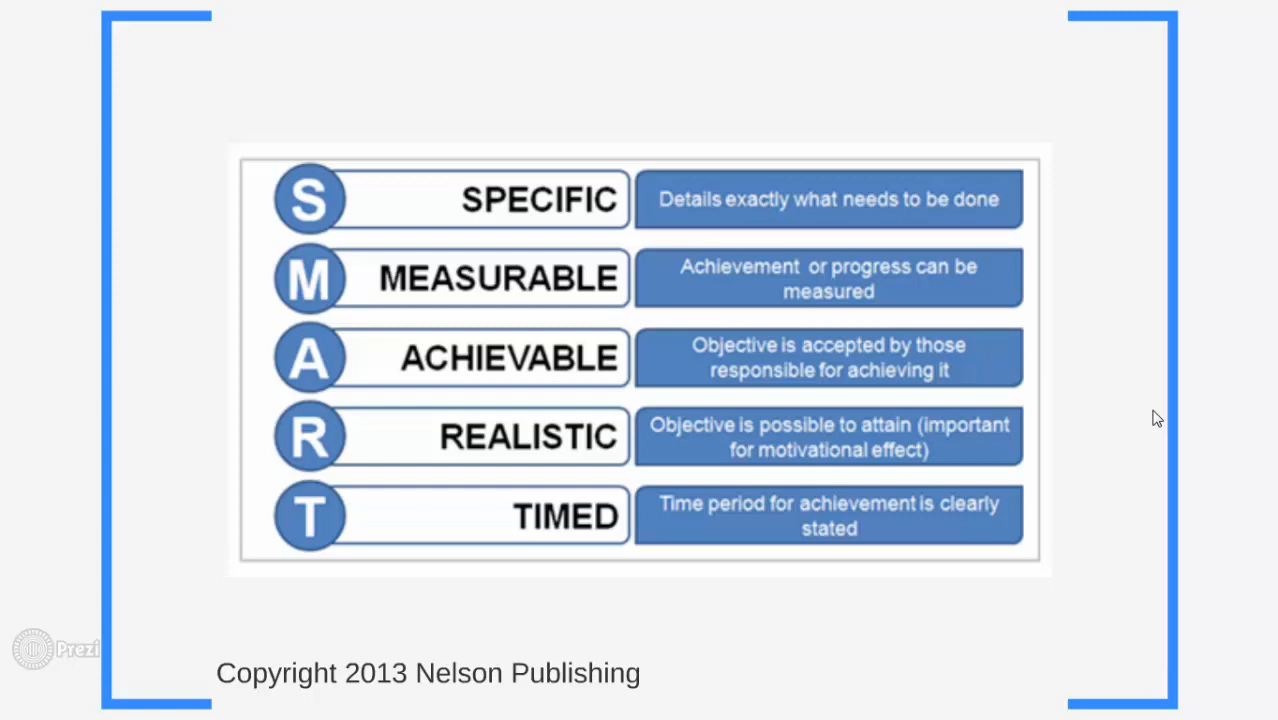 S SPECIFIC Details exactly what needs to be done
M MEASURABLE Achievement or progress can be
measured
A ACHIEVABLE Objective is accepted by those
responsible for achieving it
R REALISTIC Objective is possible to attain (important
for motivational effect)
T TIMED Time period for achievement is clearly
stated
Prezi
Copyright 2013 Nelson Publishing